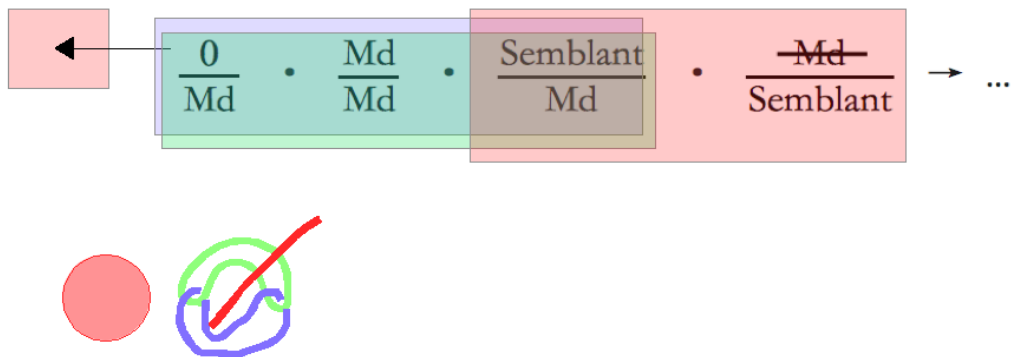 0 Md Semblant Md
• • • → ...
Md Md Md Semblant